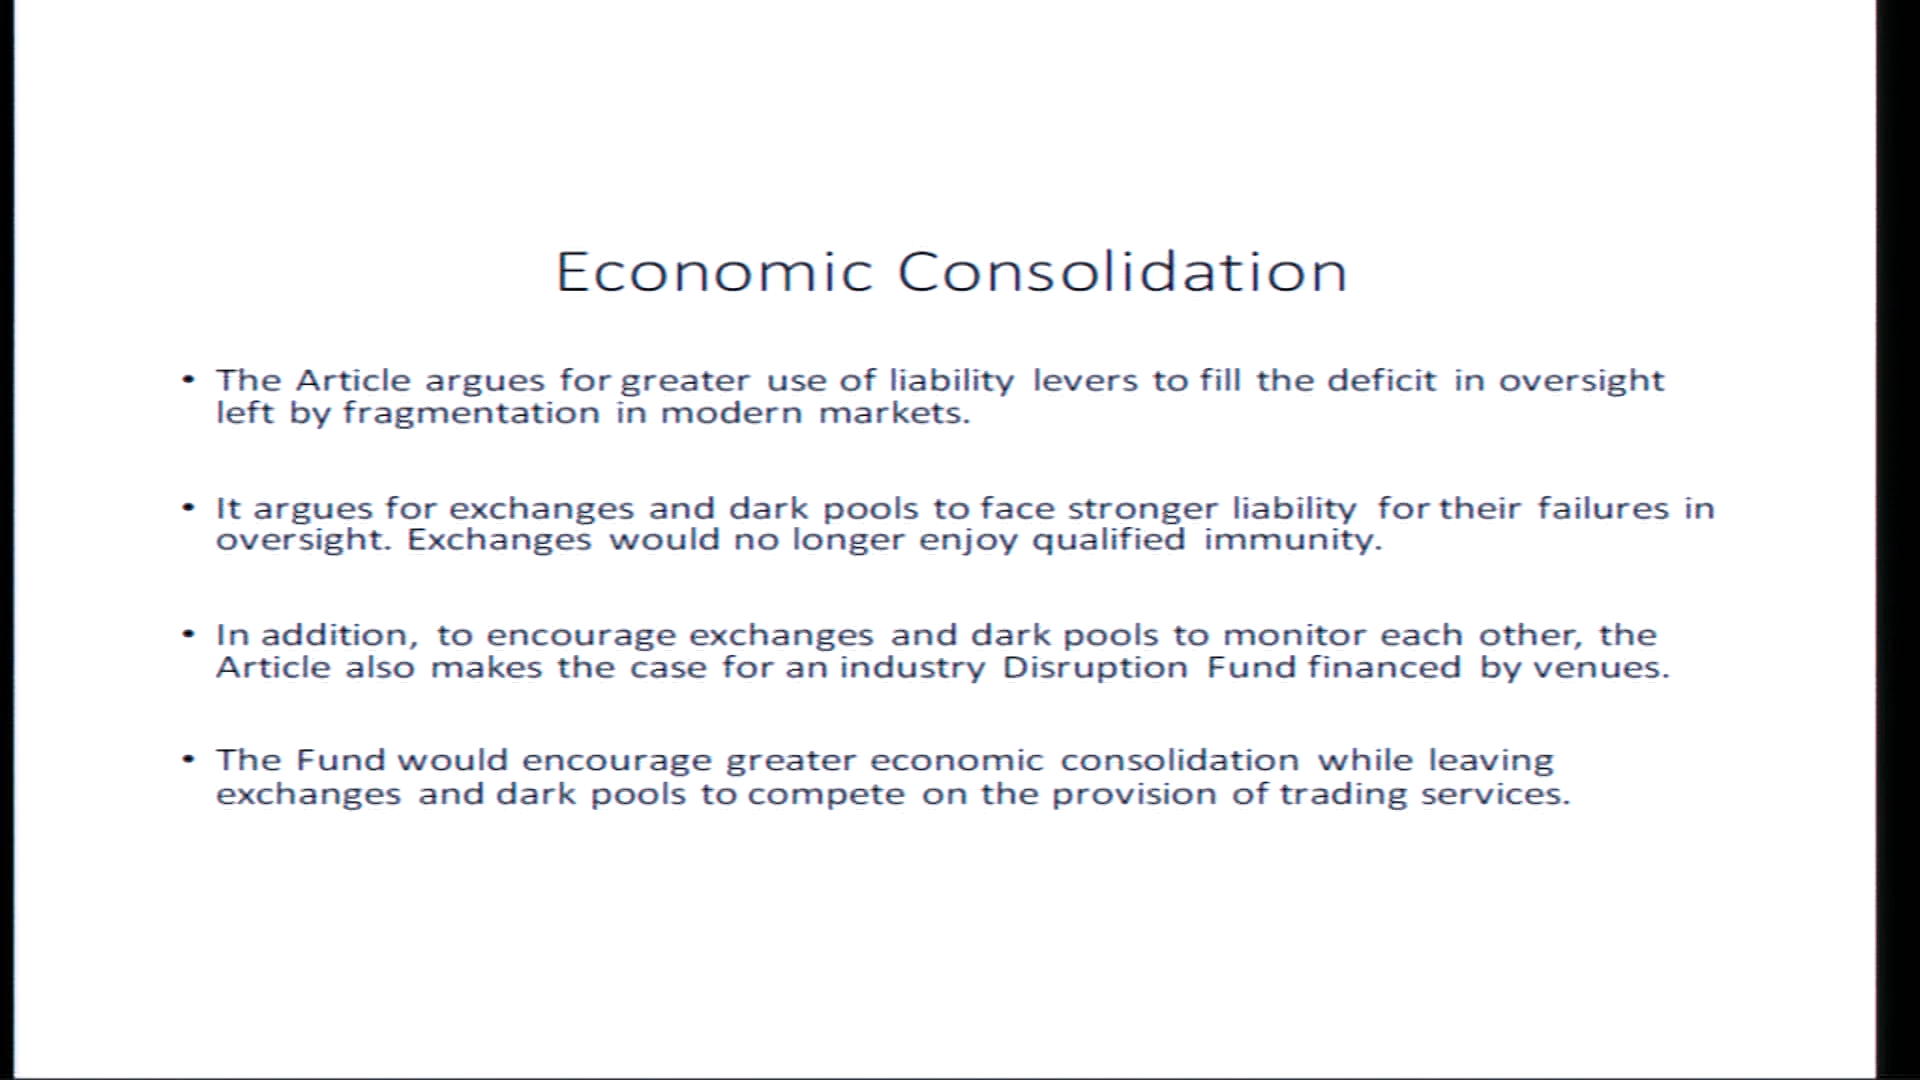 Economic Consolidation
• The Article argues for greater use of liability levers to fill the deficit in oversight
left by fragmentation in modern markets.
• It argues for exchanges and dark pools to face stronger liability for their failures in
oversight. Exchanges would no longer enjoy qualified immunity.
• In addition, to encourage exchanges and dark pools to monitor each other, the
Article also makes the case for an industry Disruption Fund financed by venues.
• The Fund would encourage greater economic consolidation while leaving
exchanges and dark pools to compete on the provision of trading services.